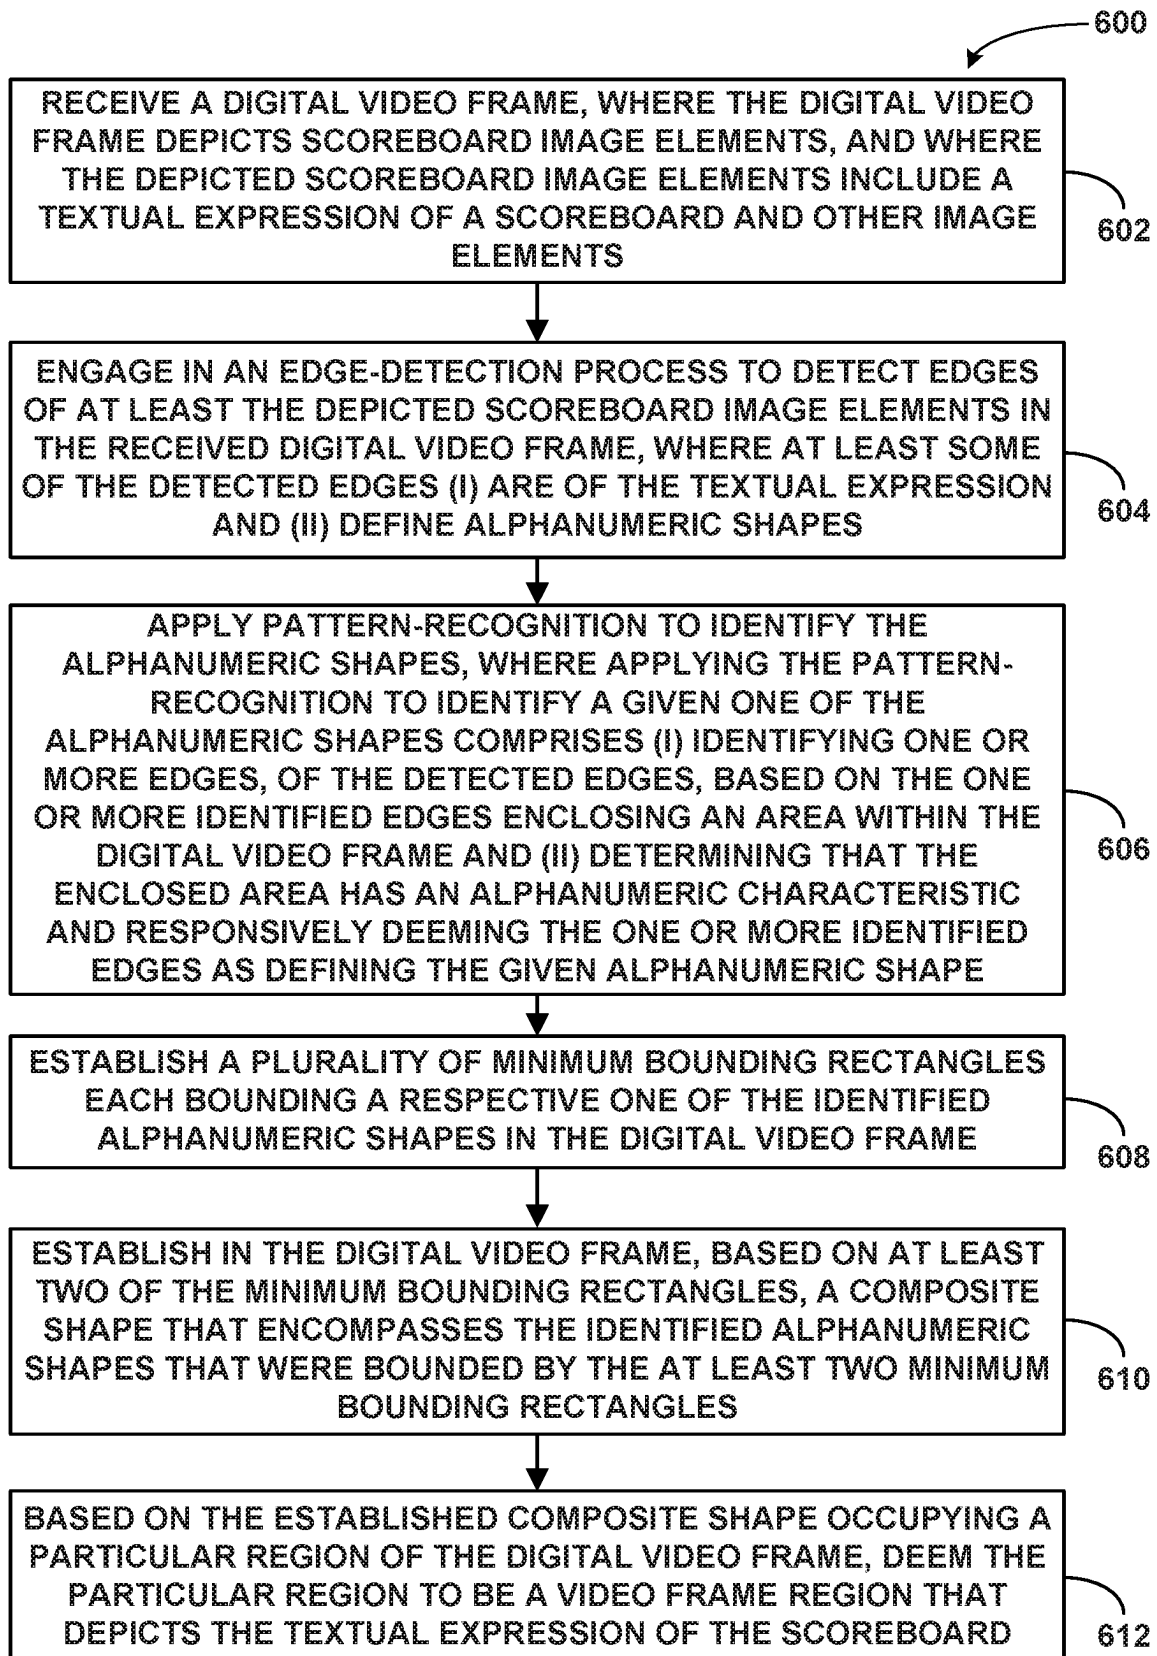 600
RECEIVE A DIGITAL VIDEO FRAME, WHERE THE DIGITAL VIDEO
FRAME DEPICTS SCOREBOARD IMAGE ELEMENTS, AND WHERE
THE DEPICTED SCOREBOARD IMAGE ELEMENTS INCLUDE A
TEXTUAL EXPRESSION OF A SCOREBOARD AND OTHER IMAGE
ELEMENTS
602
ENGAGE IN AN EDGE-DETECTION PROCESS TO DETECT EDGES
OF AT LEAST THE DEPICTED SCOREBOARD IMAGE ELEMENTS IN
THE RECEIVED DIGITAL VIDEO FRAME, WHERE AT LEAST SOME
OF THE DETECTED EDGES (I) ARE OF THE TEXTUAL EXPRESSION
AND (II) DEFINE ALPHANUMERIC SHAPES
604
APPLY PATTERN-RECOGNITION TO IDENTIFY THE
ALPHANUMERIC SHAPES, WHERE APPLYING THE PATTERN-
RECOGNITION TO IDENTIFY A GIVEN ONE OF THE
ALPHANUMERIC SHAPES COMPRISES (I) IDENTIFYING ONE OR
MORE EDGES, OF THE DETECTED EDGES, BASED ON THE ONE
OR MORE IDENTIFIED EDGES ENCLOSING AN AREA WITHIN THE
DIGITAL VIDEO FRAME AND (II) DETERMINING THAT THE
ENCLOSED AREA HAS AN ALPHANUMERIC CHARACTERISTIC
AND RESPONSIVELY DEEMING THE ONE OR MORE IDENTIFIED
EDGES AS DEFINING THE GIVEN ALPHANUMERIC SHAPE
606
ESTABLISH A PLURALITY OF MINIMUM BOUNDING RECTANGLES
EACH BOUNDING A RESPECTIVE ONE OF THE IDENTIFIED
ALPHANUMERIC SHAPES IN THE DIGITAL VIDEO FRAME
608
ESTABLISH IN THE DIGITAL VIDEO FRAME, BASED ON AT LEAST
TWO OF THE MINIMUM BOUNDING RECTANGLES, A COMPOSITE
SHAPE THAT ENCOMPASSES THE IDENTIFIED ALPHANUMERIC
SHAPES THAT WERE BOUNDED BY THE AT LEAST TWO MINIMUM
BOUNDING RECTANGLES
610
BASED ON THE ESTABLISHED COMPOSITE SHAPE OCCUPYING A
PARTICULAR REGION OF THE DIGITAL VIDEO FRAME, DEEM THE
PARTICULAR REGION TO BE A VIDEO FRAME REGION THAT
DEPICTS THE TEXTUAL EXPRESSION OF THE SCOREBOARD
612